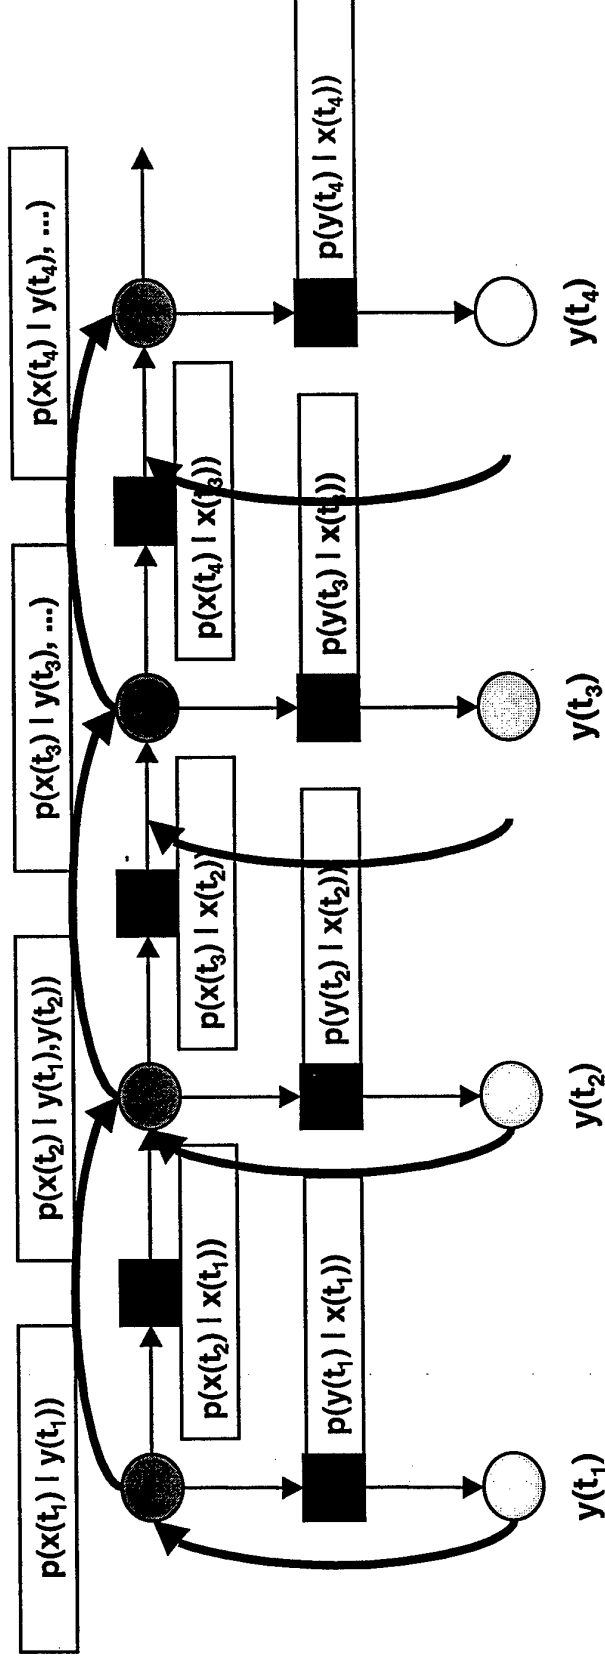 p(x(t₁) | y(t₁))
p(x(t₂) | y(t₁),y(t₂))
p(x(t₃) | y(t₃), ...)
p(x(t₄) | y(t₄), ...)
p(x(t₂) | x(t₁))
p(x(t₃) | x(t₂))
p(x(t₄) | x(t₃))
p(y(t₁) | x(t₁))
p(y(t₂) | x(t₂))
p(y(t₃) | x(t₃))
p(y(t₄) | x(t₄))
y(t₁)
y(t₂)
y(t₃)
y(t₄)